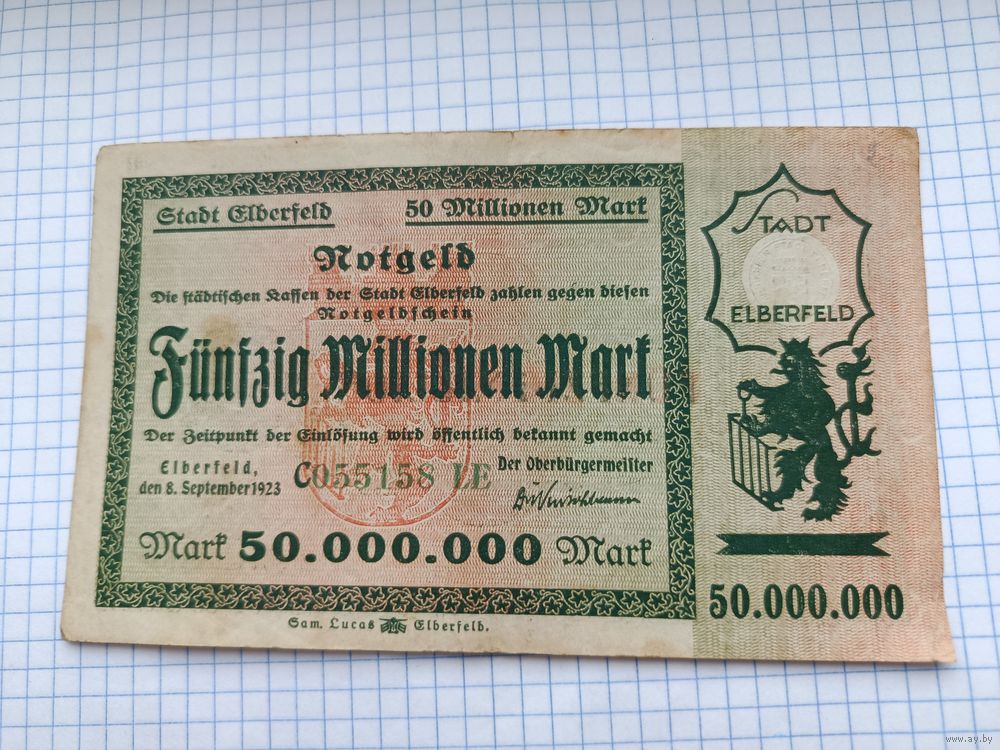 Stadt Elberfeld 50 Millionen Mark
Notgeld
Die städtischen Kassen der Stadt Elberfeld zahlen gegen diesen
Notgeldschein
Fünfzig Millionen Mark
Der Zeitpunkt der Einlösung wird öffentlich bekannt gemacht
Elberfeld,
den 8. September 1923
C055158 LE
Der Oberbürgermeister
Mark 50.000.000 Mark
Sam. Lucas Elberfeld.
STADT
ELBERFELD
50.000.000
www.ay.by